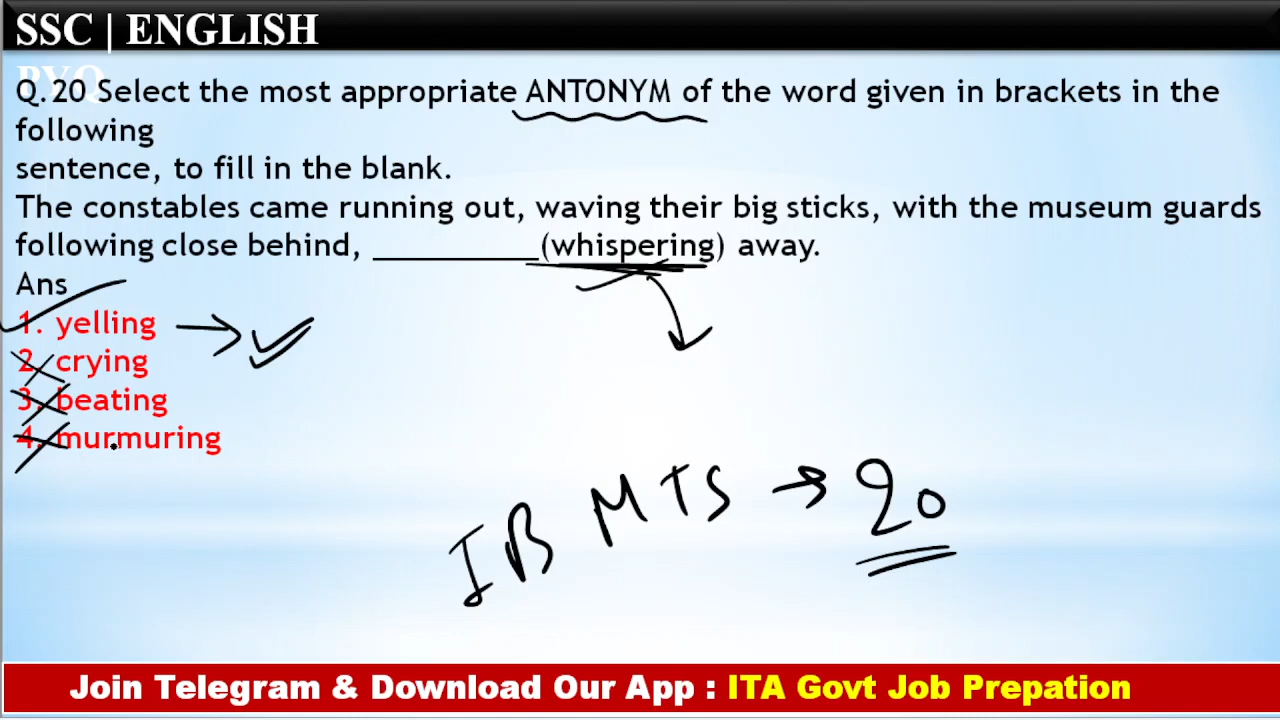 SSC | ENGLISH
PYQ
Q.20 Select the most appropriate ANTONYM of the word given in brackets in the
following
sentence, to fill in the blank.
The constables came running out, waving their big sticks, with the museum guards
following close behind, __________(whispering) away.
Ans
1. yelling
2. crying
3. beating
4. murmuring
IB MTS → 20
Join Telegram & Download Our App : ITA Govt Job Prepation